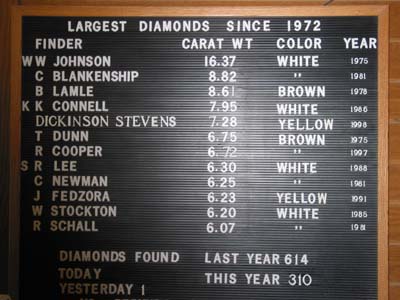 LARGEST DIAMONDS SINCE 1972
FINDER CARAT WT COLOR YEAR
WW JOHNSON 16.37 WHITE 1975
C BLANKENSHIP 8.82 " 1981
B LAMLE 8.61 BROWN 1978
K K CONNELL 7.95 WHITE 1986
DICKINSON STEVENS 7.28 YELLOW 1998
T DUNN 6.75 BROWN 1975
R COOPER 6.72 " 1997
S R LEE 6.30 WHITE 1988
C NEWMAN 6.25 " 1981
J FEDZORA 6.23 YELLOW 1991
W STOCKTON 6.20 WHITE 1985
R SCHALL 6.07 " 1981
DIAMONDS FOUND LAST YEAR 614
TODAY THIS YEAR 310
YESTERDAY 1